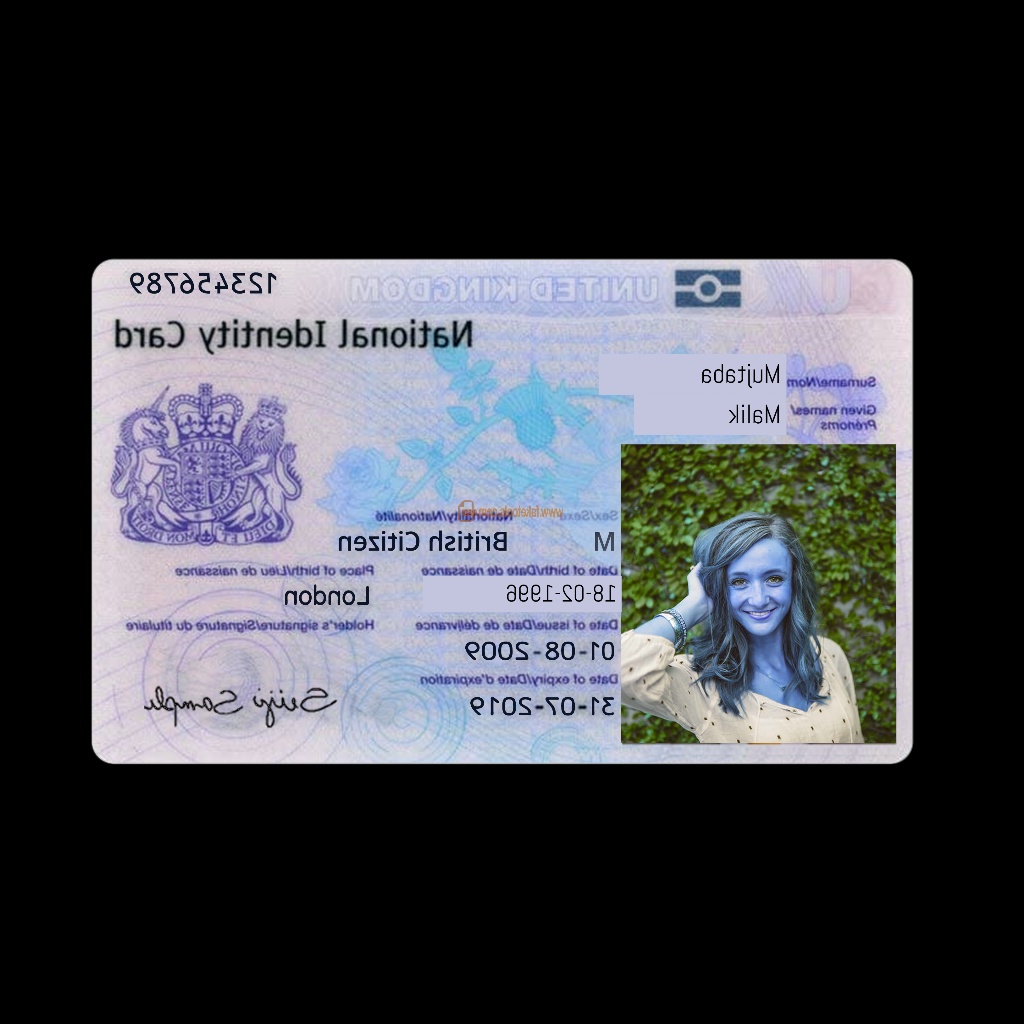 UNITED KINGDOM
123456789
National Identity Card
Surname/Nom
Mujtaba
Given names/
Prénoms
Malik
Sex/Sexe
Nationality/Nationalité
M
British Citizen
Date of birth/Date de naissance
Place of birth/Lieu de naissance
18-02-1996
London
Date of issue/Date de délivrance
Holder's signature/Signature du titulaire
01-08-2009
Date of expiry/Date d'expiration
31-07-2019
Sample
DIEU ET MON DROIT